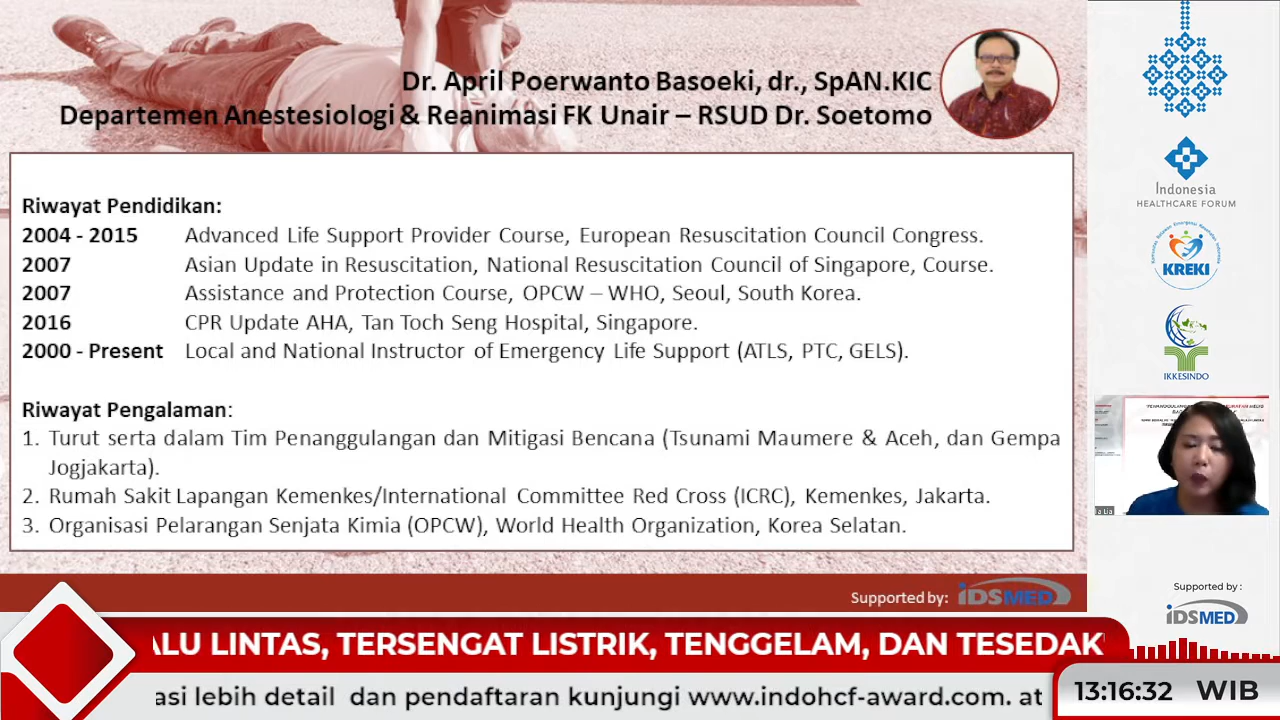 Dr. April Poerwanto Basoeki, dr., SpAN.KIC
Departemen Anestesiologi & Reanimasi FK Unair – RSUD Dr. Soetomo
Riwayat Pendidikan:
2004 - 2015 Advanced Life Support Provider Course, European Resuscitation Council Congress.
2007 Asian Update in Resuscitation, National Resuscitation Council of Singapore, Course.
2007 Assistance and Protection Course, OPCW – WHO, Seoul, South Korea.
2016 CPR Update AHA, Tan Toch Seng Hospital, Singapore.
2000 - Present Local and National Instructor of Emergency Life Support (ATLS, PTC, GELS).
Riwayat Pengalaman:
1. Turut serta dalam Tim Penanggulangan dan Mitigasi Bencana (Tsunami Maumere & Aceh, dan Gempa
Jogjakarta).
2. Rumah Sakit Lapangan Kemenkes/International Committee Red Cross (ICRC), Kemenkes, Jakarta.
3. Organisasi Pelarangan Senjata Kimia (OPCW), World Health Organization, Korea Selatan.
Supported by: iDSMED
Indonesia
HEALTHCARE FORUM
KREKI
IKKESINDO
Supported by :
iDSMED
ALU LINTAS, TERSENGAT LISTRIK, TENGGELAM, DAN TESEDAK
asi lebih detail dan pendaftaran kunjungi www.indohcf-award.com. at
13:16:32 WIB